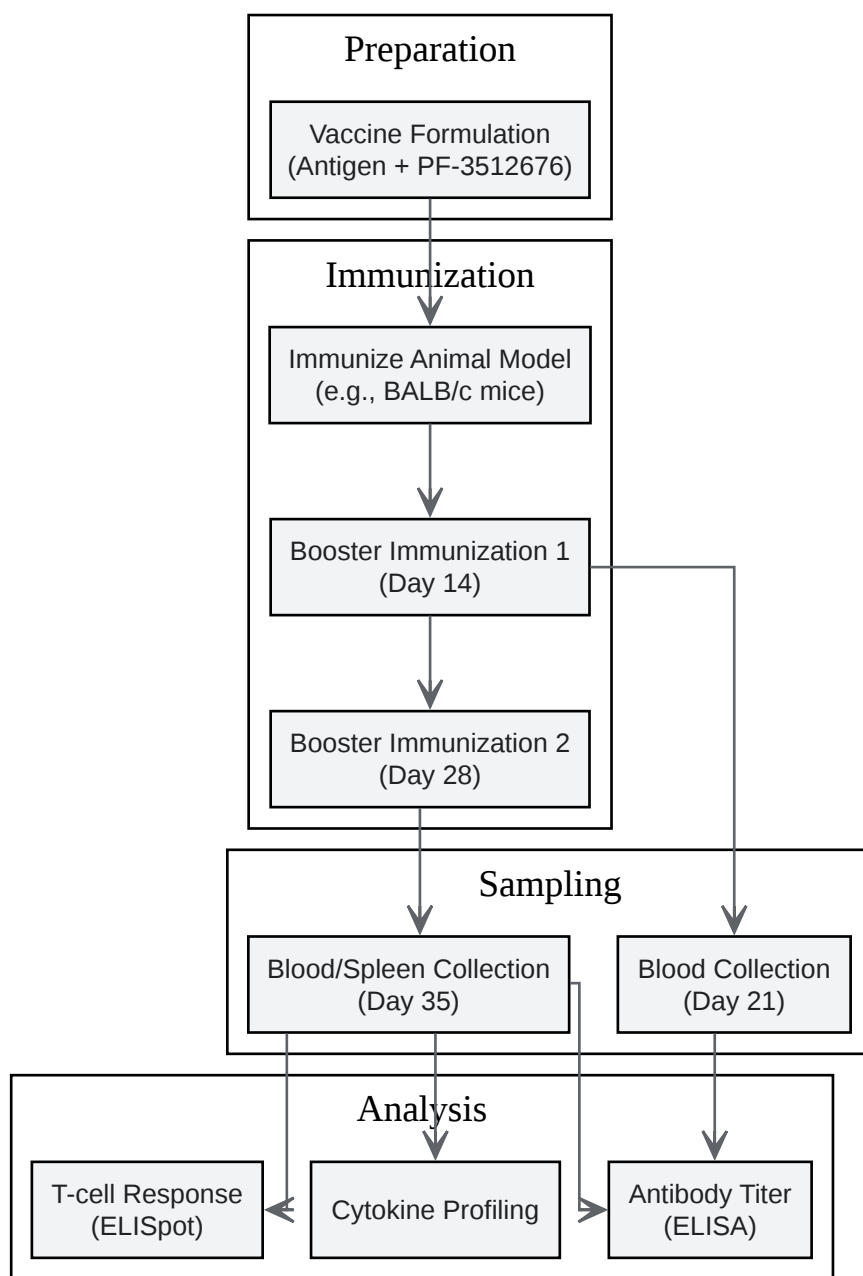 Preparation
Vaccine Formulation
(Antigen + PF-3512676)
Immunization
Immunize Animal Model
(e.g., BALB/c mice)
Booster Immunization 1
(Day 14)
Booster Immunization 2
(Day 28)
Sampling
Blood/Spleen Collection
(Day 35)
Blood Collection
(Day 21)
Analysis
T-cell Response
(ELISpot)
Cytokine Profiling
Antibody Titer
(ELISA)